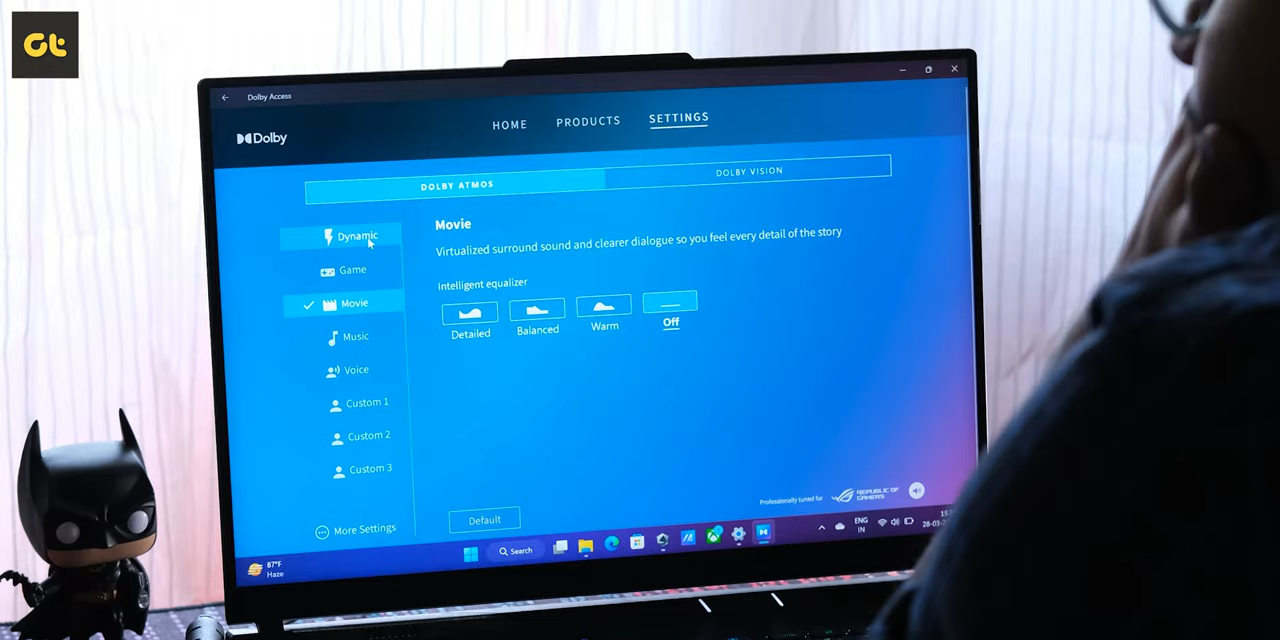 Gt
Dolby Access
Dolby
HOME PRODUCTS SETTINGS
DOLBY ATMOS DOLBY VISION
Dynamic
Game
Movie
Music
Voice
Custom 1
Custom 2
Custom 3
More Settings
Movie
Virtualized surround sound and clearer dialogue so you feel every detail of the story
Intelligent equalizer
Detailed Balanced Warm Off
Default
Professionally tuned for REPUBLIC OF
GAMERS
87°F
Haze
Search
ENG
IN
28-03-